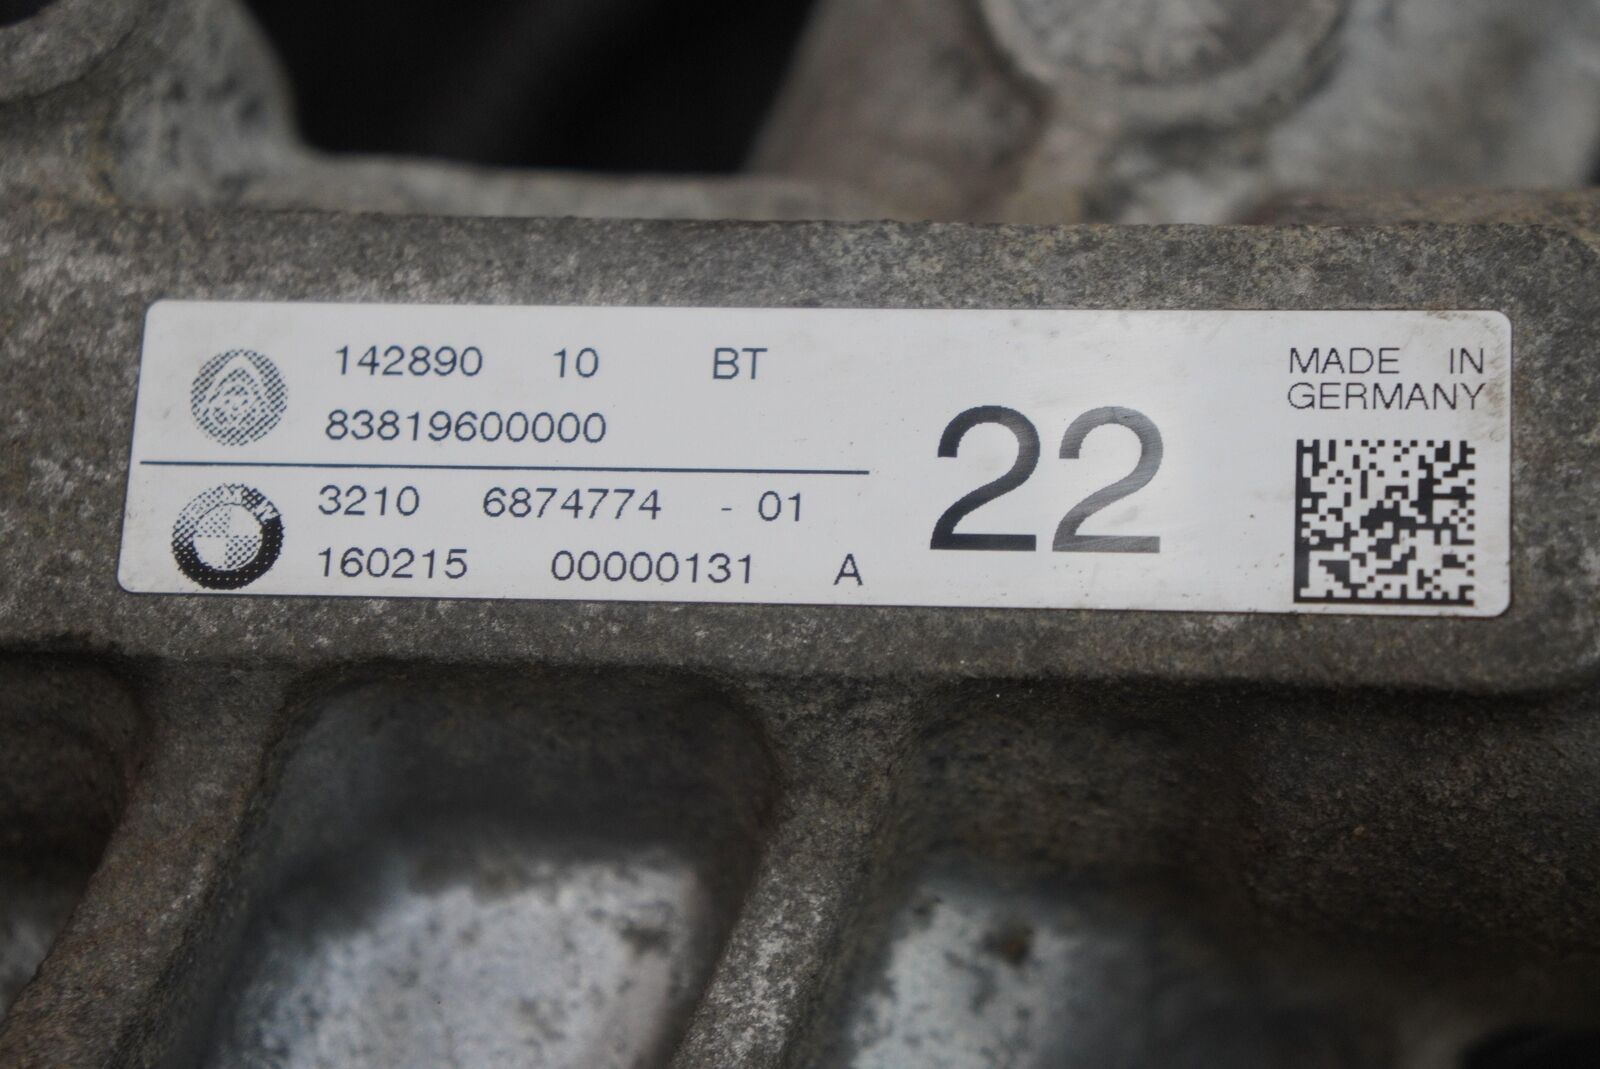 142890 10 BT
83819600000
3210 6874774 - 01
160215 00000131 A
22
MADE IN
GERMANY